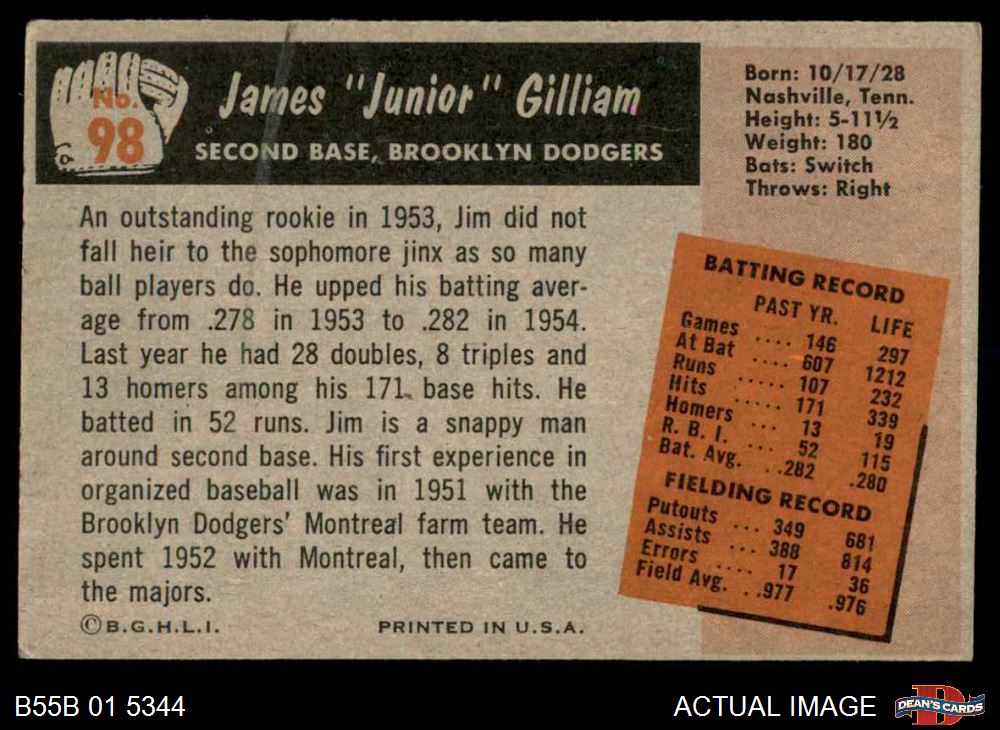 No.
98
James "Junior" Gilliam
SECOND BASE, BROOKLYN DODGERS
Born: 10/17/28
Nashville, Tenn.
Height: 5-11½
Weight: 180
Bats: Switch
Throws: Right
An outstanding rookie in 1953, Jim did not
fall heir to the sophomore jinx as so many
ball players do. He upped his batting aver-
age from .278 in 1953 to .282 in 1954.
Last year he had 28 doubles, 8 triples and
13 homers among his 171 base hits. He
batted in 52 runs. Jim is a snappy man
around second base. His first experience in
organized baseball was in 1951 with the
Brooklyn Dodgers' Montreal farm team. He
spent 1952 with Montreal, then came to
the majors.
©B.G.H.L.I.
PRINTED IN U.S.A.
BATTING RECORD
PAST YR. LIFE
Games .... 146 297
At Bat .... 607 1212
Runs ..... 107 232
Hits ..... 171 339
Homers ... 13 19
R. B. I. ... 52 115
Bat. Avg. ..282 .280
FIELDING RECORD
Putouts ... 349 681
Assists ... 388 814
Errors .... 17 36
Field Avg. ..977 .976
B55B 01 5344
ACTUAL IMAGE
DEAN'S CARDS